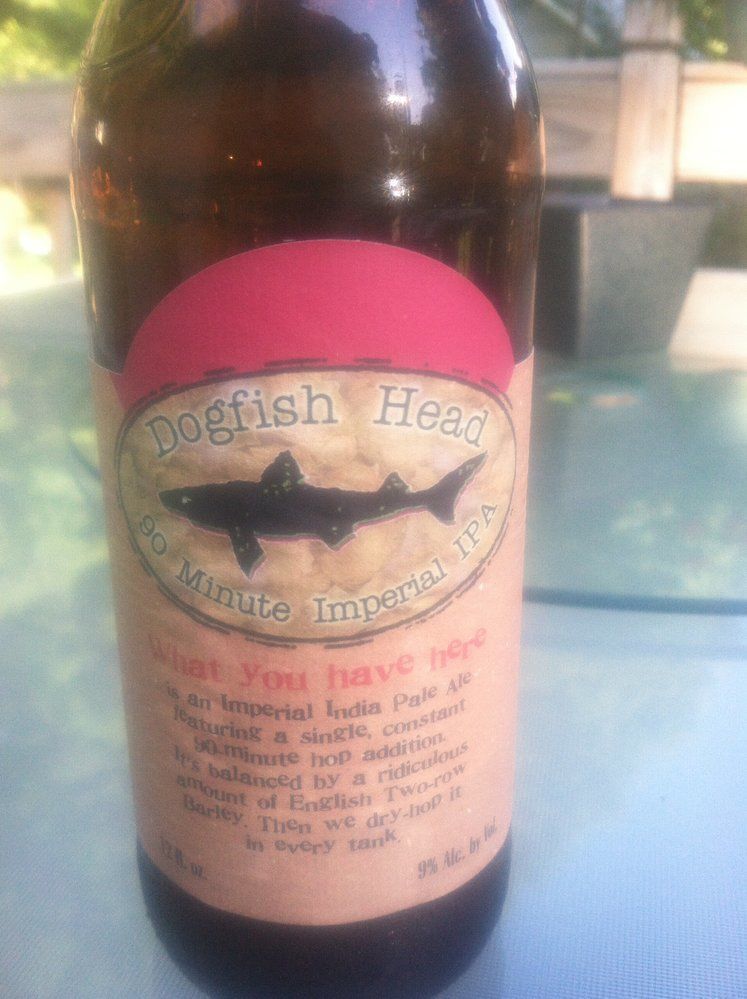 Dogfish Head
90 Minute Imperial IPA
What you have here
is an Imperial India Pale Ale
featuring a single, constant
90-minute hop addition.
It's balanced by a ridiculous
amount of English Two-row
Barley. Then we dry-hop it
in every tank.
12 fl. oz.
9% Alc. by vol.